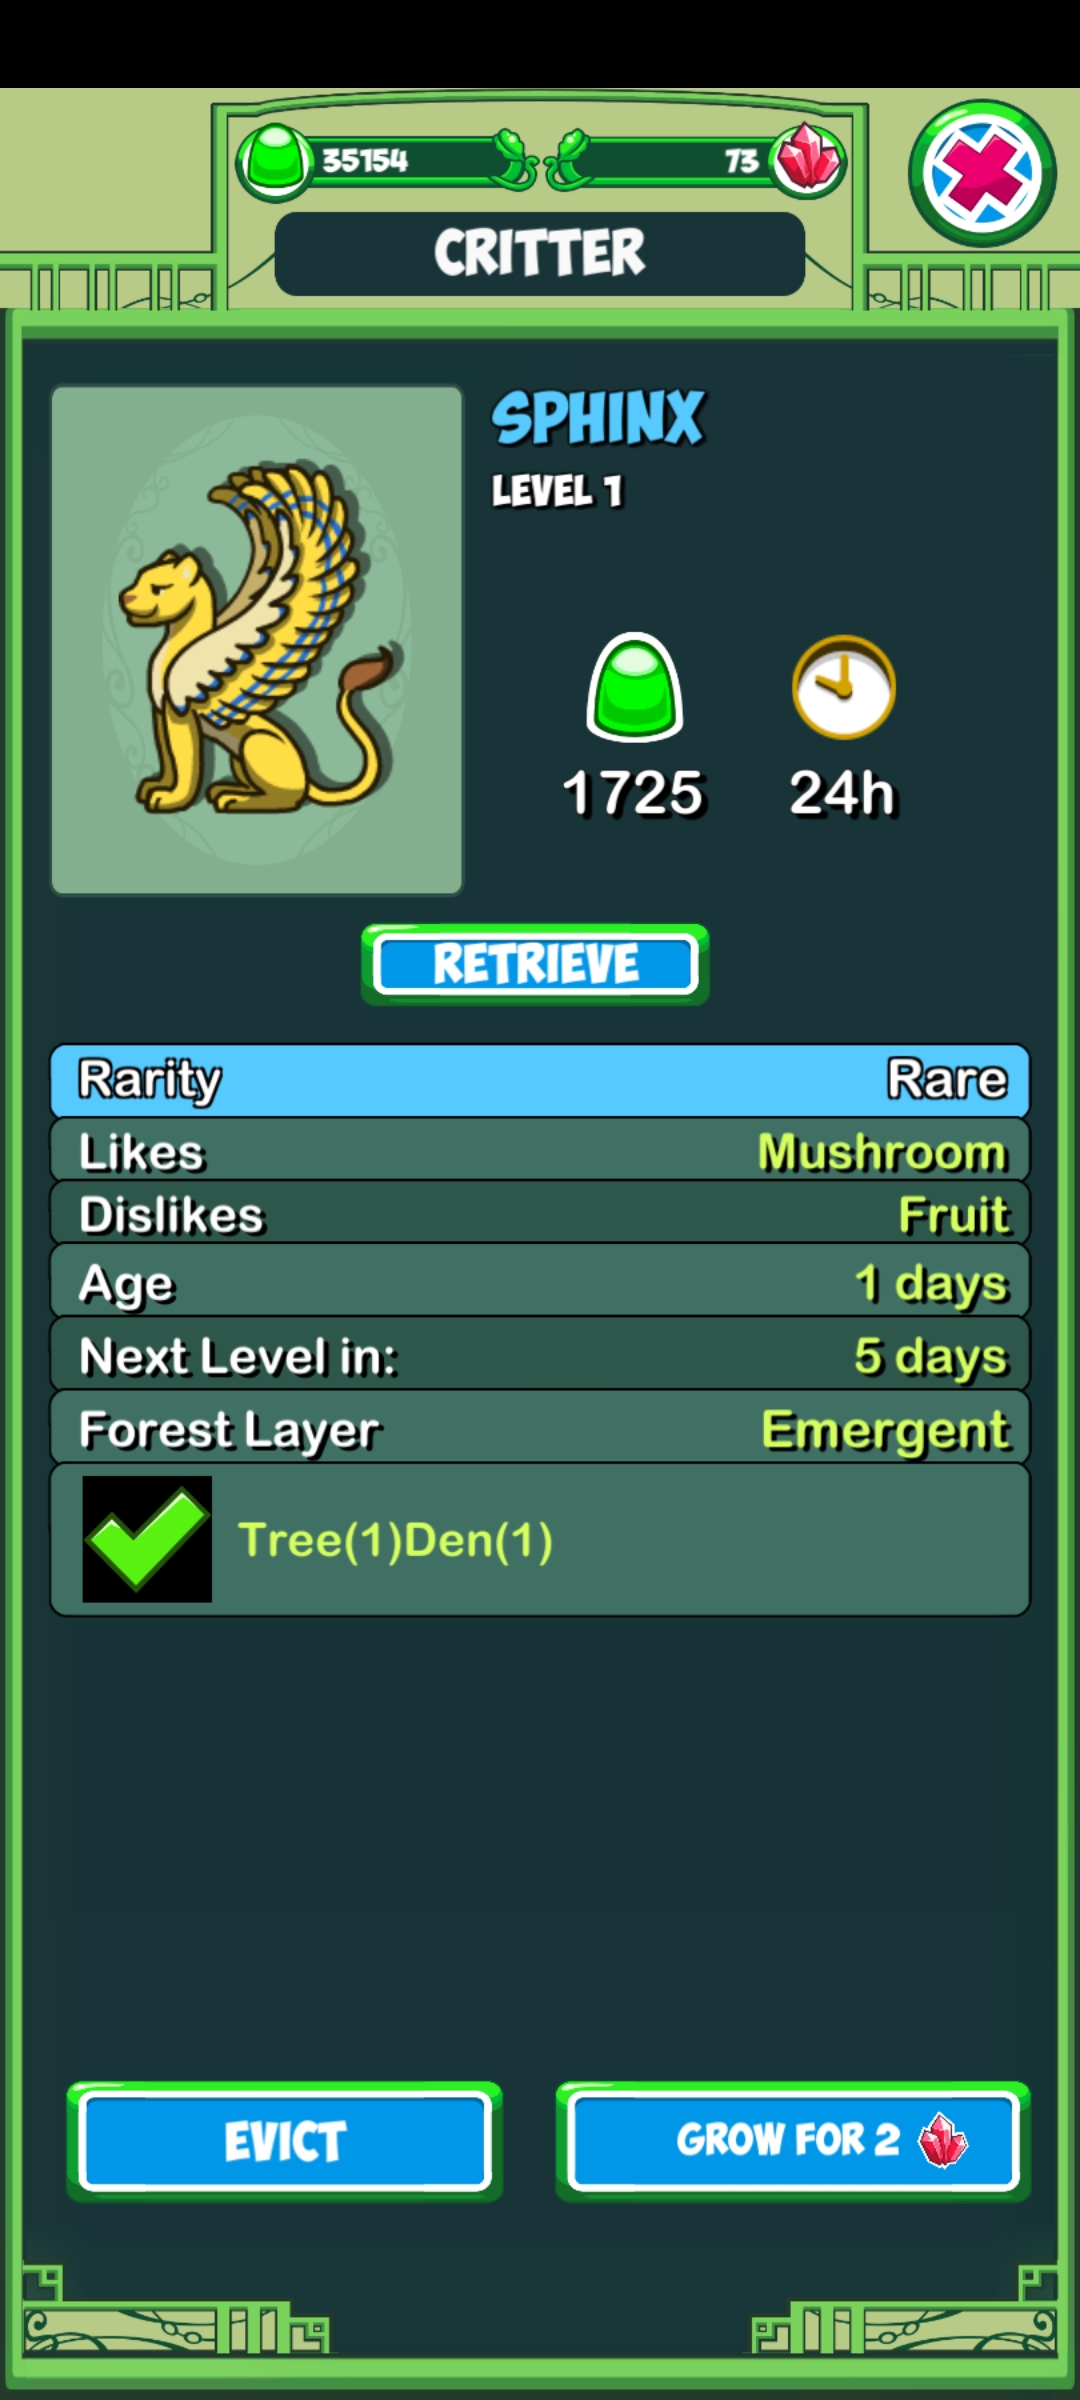 35154 73
CRITTER
SPHINX
LEVEL 1
1725 24h
RETRIEVE
Rarity Rare
Likes Mushroom
Dislikes Fruit
Age 1 days
Next Level in: 5 days
Forest Layer Emergent
Tree(1)Den(1)
EVICT GROW FOR 2